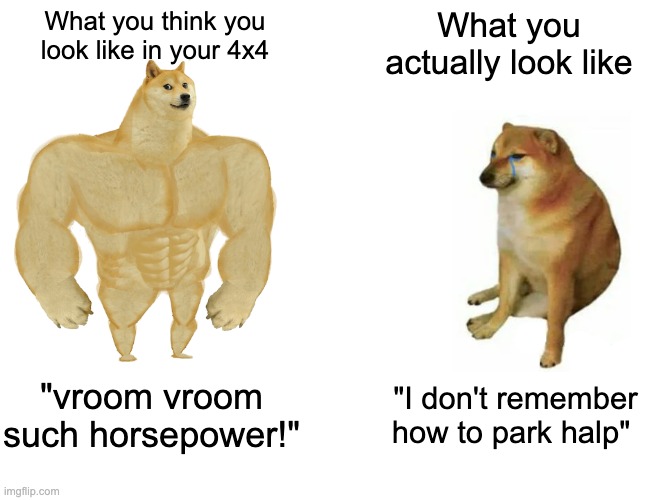 What you think you
look like in your 4x4
What you
actually look like
"vroom vroom
such horsepower!"
"I don't remember
how to park halp"
imgflip.com